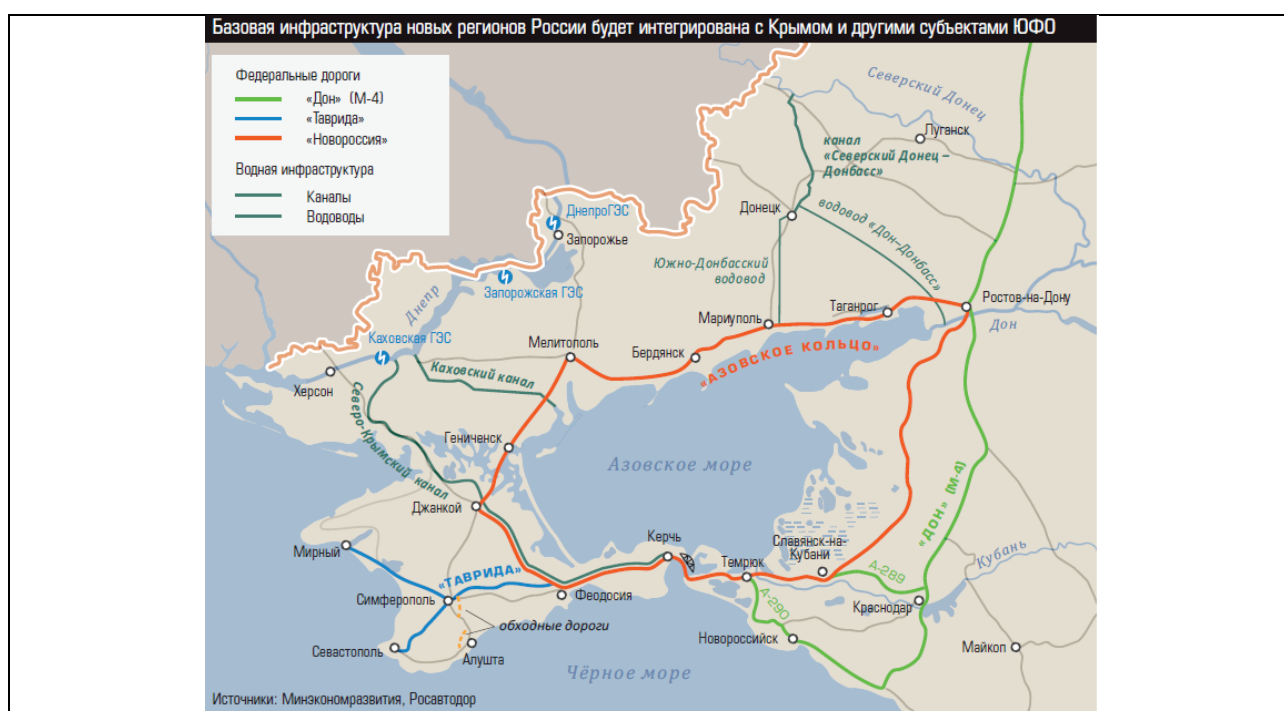 Базовая инфраструктура новых регионов России будет интегрирована с Крымом и другими субъектами ЮФО
Федеральные дороги
«Дон» (М-4)
«Таврида»
«Новороссия»
Водная инфраструктура
Каналы
Водоводы
Северский Донец
Луганск
канал
«Северский Донец –
Донбасс»
Донецк
водовод «Дон–Донбасс»
ДнепроГЭС
Запорожье
Южно-Донбасский
водовод
Запорожская ГЭС
Днепр
Таганрог
Ростов-на-Дону
Дон
Мариуполь
Каховская ГЭС
Мелитополь
Бердянск
«АЗОВСКОЕ КОЛЬЦО»
Херсон
Каховский канал
Северо-Крымский канал
Геническ
Азовское море
«ДОН» (М-4)
Джанкой
Керчь
Славянск-на-
Кубани
Кубань
Мирный
Темрюк
А-289
«ТАВРИДА»
Симферополь
Феодосия
А-290
Краснодар
обходные дороги
Новороссийск
Майкоп
Севастополь
Алушта
Чёрное море
Источники: Минэкономразвития, Росавтодор